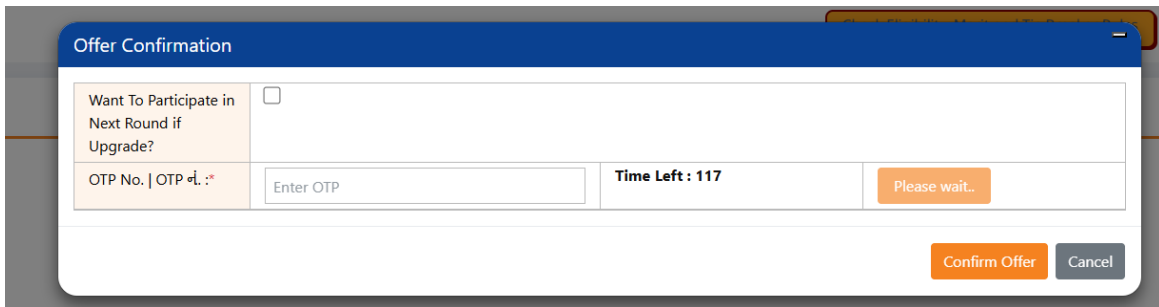 Offer Confirmation
Want To Participate in
Next Round if
Upgrade?
OTP No. | OTP નં. :*
Enter OTP
Time Left : 117
Please wait..
Confirm Offer
Cancel